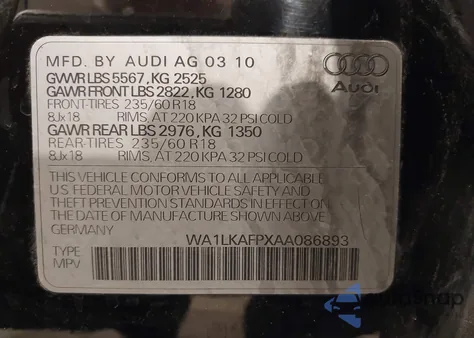 MFD. BY AUDI AG 03 10
GVWR LBS 5567, KG 2525
GAWR FRONT LBS 2822, KG 1280
FRONT-TIRES 235/60 R18
8Jx18 RIMS, AT 220 KPA 32 PSI COLD
GAWR REAR LBS 2976, KG 1350
REAR-TIRES 235/60 R18
8Jx18 RIMS, AT 220 KPA 32 PSI COLD
Audi
THIS VEHICLE CONFORMS TO ALL APPLICABLE
U.S. FEDERAL MOTOR VEHICLE SAFETY AND
THEFT PREVENTION STANDARDS IN EFFECT ON
THE DATE OF MANUFACTURE SHOWN ABOVE.
GERMANY WA1LKAFPXAA086893
TYPE
MPV